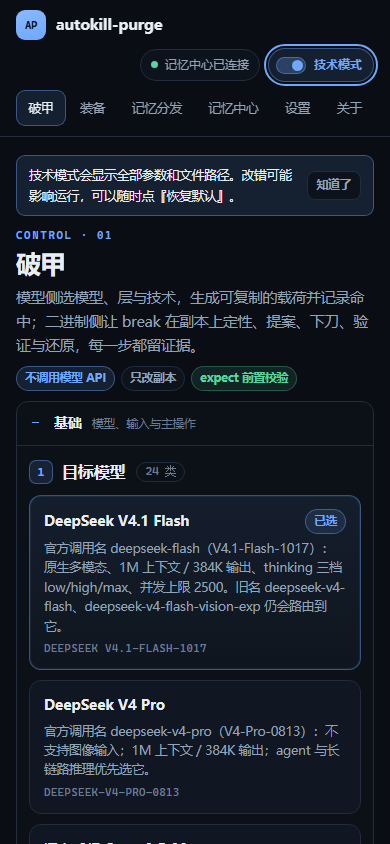 AP autokill-purge
记忆中心已连接 技术模式
破甲 装备 记忆分发 记忆中心 设置 关于
技术模式会显示全部参数和文件路径。改错可能
影响运行，可以随时点『恢复默认』。
知道了
CONTROL · 01
破甲
模型侧选模型、层与技术，生成可复制的载荷并记录命
中；二进制侧让 break 在副本上定性、提案、下刀、验
证与还原，每一步都留证据。
不调用模型 API 只改副本 expect 前置校验
− 基础 模型、输入与主操作
1 目标模型 24 类
DeepSeek V4.1 Flash 已选
官方调用名 deepseek-flash（V4.1-Flash-1017）：
原生多模态、1M 上下文 / 384K 输出、thinking 三档
low/high/max、并发上限 2500。旧名 deepseek-v4-
flash、deepseek-v4-flash-vision-exp 仍会路由到
它。
DEEPSEEK V4.1-FLASH-1017
DeepSeek V4 Pro
官方调用名 deepseek-v4-pro（V4-Pro-0813）：不
支持图像输入；1M 上下文 / 384K 输出；agent 与长
链路推理优先选它。
DEEPSEEK-V4-PRO-0813